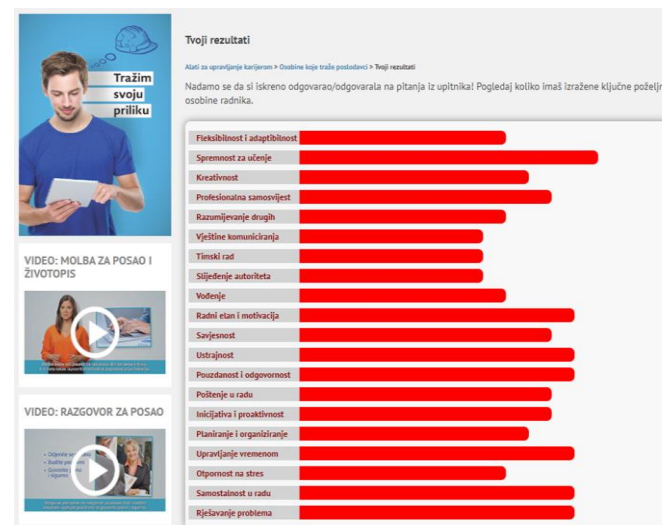 Tražim
svoju
priliku
VIDEO: MOLBA ZA POSAO I
ŽIVOTOPIS
VIDEO: RAZGOVOR ZA POSAO
Tvoji rezultati
Alati za upravljanje karijerom > Osobine koje traže poslodavci > Tvoji rezultati
Nadamo se da si iskreno odgovarao/odgovarala na pitanja iz upitnika! Pogledaj koliko imaš izražene ključne
osobine radnika.
Fleksibilnost i adaptibilnost
Spremnost za učenje
Kreativnost
Profesionalna samosvijest
Razumijevanje drugih
Vještine komuniciranja
Timski rad
Slijeđenje autoriteta
Vođenje
Radni elan i motivacija
Savjesnost
Ustrajnost
Pouzdanost i odgovornost
Poštenje u radu
Inicijativa i proaktivnost
Planiranje i organiziranje
Upravljanje vremenom
Otpornost na stres
Samostalnost u radu
Rješavanje problema